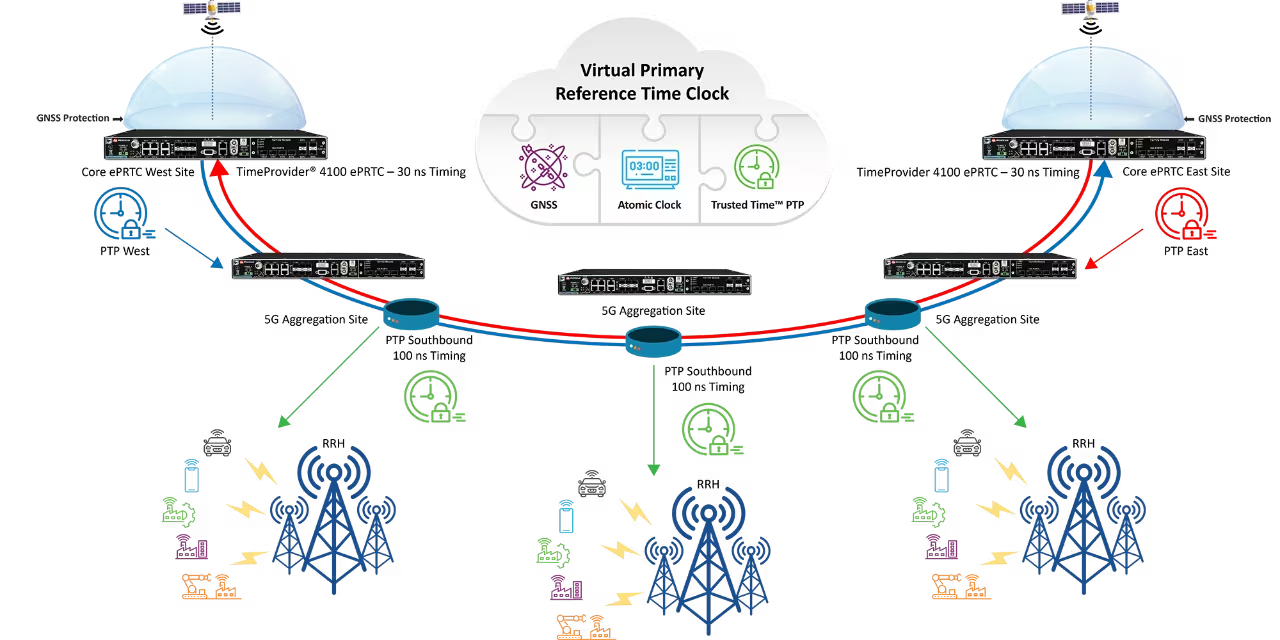 Virtual Primary
Reference Time Clock
GNSS
Atomic Clock
Trusted Time™ PTP
03:00
GNSS Protection
GNSS Protection
Core ePRTC West Site
TimeProvider® 4100 ePRTC – 30 ns Timing
TimeProvider 4100 ePRTC – 30 ns Timing
Core ePRTC East Site
PTP West
PTP East
5G Aggregation Site
5G Aggregation Site
5G Aggregation Site
PTP Southbound
100 ns Timing
PTP Southbound
100 ns Timing
PTP Southbound
100 ns Timing
RRH
RRH
RRH